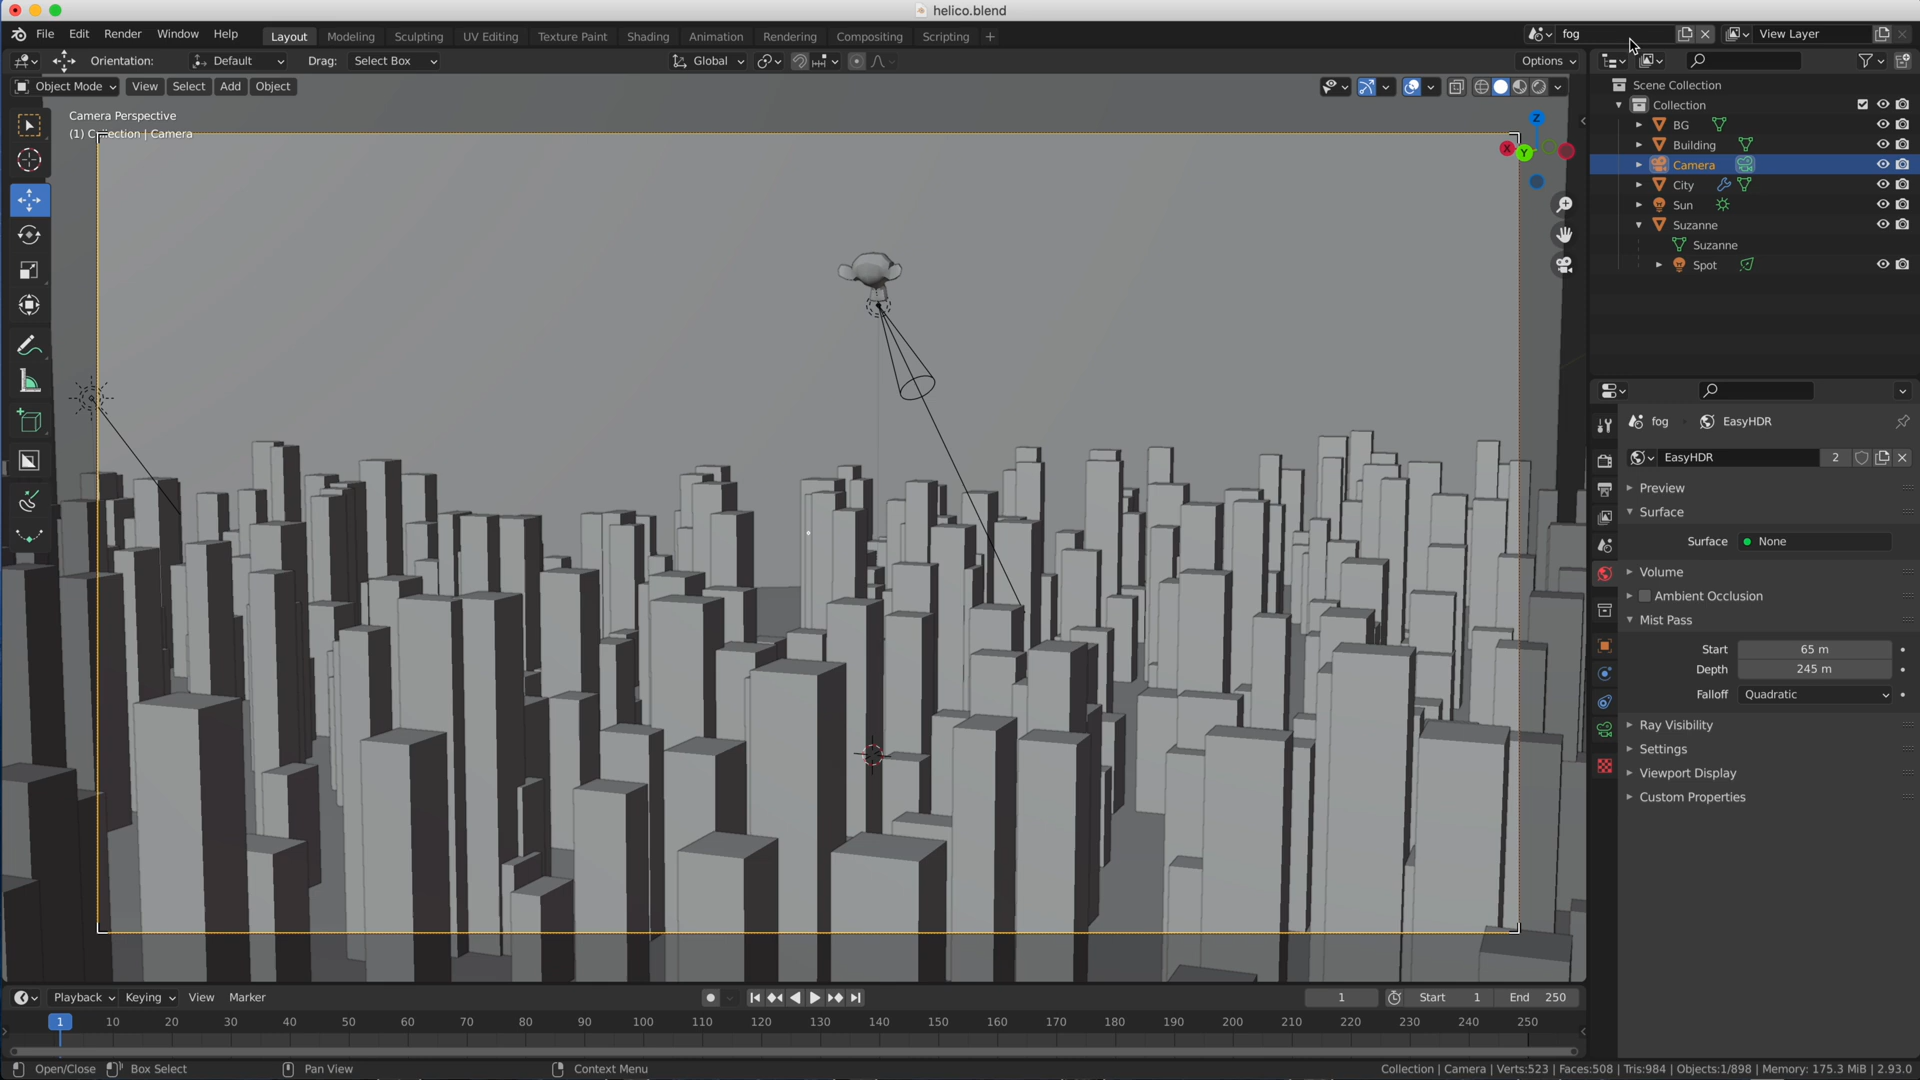 helico.blend
File Edit Render Window Help Layout Modeling Sculpting UV Editing Texture Paint Shading Animation Rendering Compositing Scripting + fog View Layer
Orientation: Default Drag: Select Box Global Options
Object Mode View Select Add Object
Scene Collection
Collection
BG
Building
Camera
City
Sun
Suzanne
Suzanne
Spot
Camera Perspective
(1) Collection | Camera
Z
X
Y
fog EasyHDR
EasyHDR 2
Preview
Surface
Surface None
Volume
Ambient Occlusion
Mist Pass
Start 65 m
Depth 245 m
Falloff Quadratic
Ray Visibility
Settings
Viewport Display
Custom Properties
Playback Keying View Marker 1 Start 1 End 250
1 10 20 30 40 50 60 70 80 90 100 110 120 130 140 150 160 170 180 190 200 210 220 230 240 250
Open/Close Box Select Pan View Context Menu Collection | Camera | Verts:523 | Faces:508 | Tris:984 | Objects:1/898 | Memory: 175.3 MiB | 2.93.0